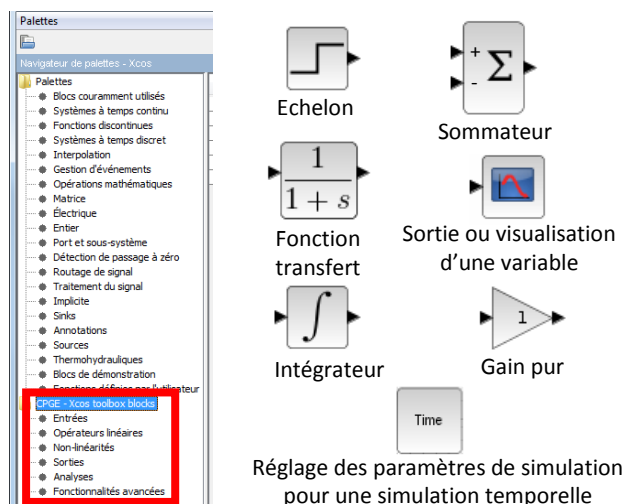 Palettes
Navigateur de palettes - Xcos
Palettes
Blocs couramment utilisés
Systèmes à temps continu
Fonctions discontinues
Systèmes à temps discret
Interpolation
Gestion d'événements
Opérations mathématiques
Matrice
Électrique
Entier
Port et sous-système
Détection de passage à zéro
Routage de signal
Traitement du signal
Implicite
Sinks
Annotations
Sources
Thermohydrauliques
Blocs de démonstration
Fonctions définies par l'utilisateur
CPGE - Xcos toolbox blocks
Entrées
Opérateurs linéaires
Non-linéarités
Sorties
Analyses
Fonctionnalités avancées
Echelon
+
Σ
-
Sommateur
1
1 + s
Fonction
transfert
Sortie ou visualisation
d'une variable
∫
Intégrateur
1
Gain pur
Time
Réglage des paramètres de simulation
pour une simulation temporelle